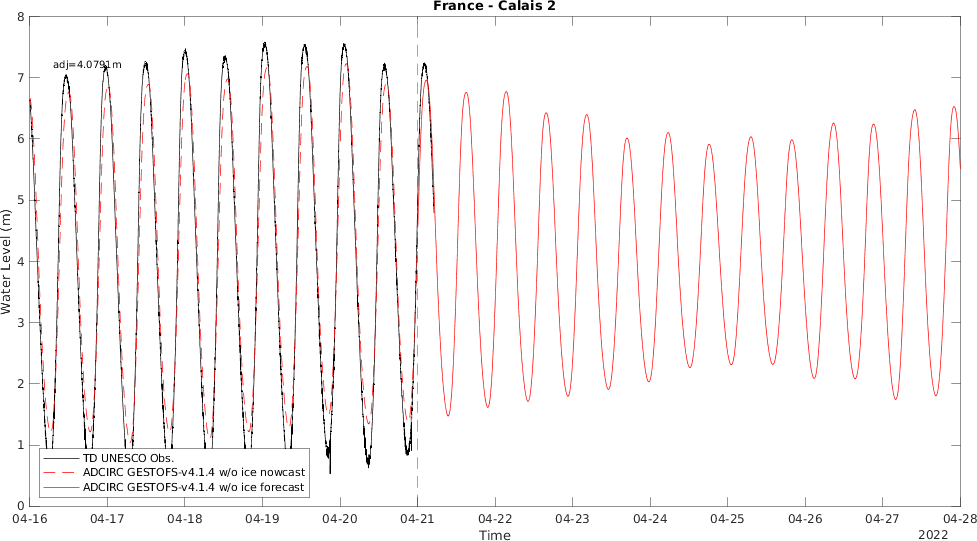 France - Calais 2
8
7
6
5
4
3
2
1
0
Water Level (m)
adj=4.0791m
TD UNESCO Obs.
ADCIRC GESTOFS-v4.1.4 w/o ice nowcast
ADCIRC GESTOFS-v4.1.4 w/o ice forecast
04-16 04-17 04-18 04-19 04-20 04-21 04-22 04-23 04-24 04-25 04-26 04-27 04-28
Time
2022